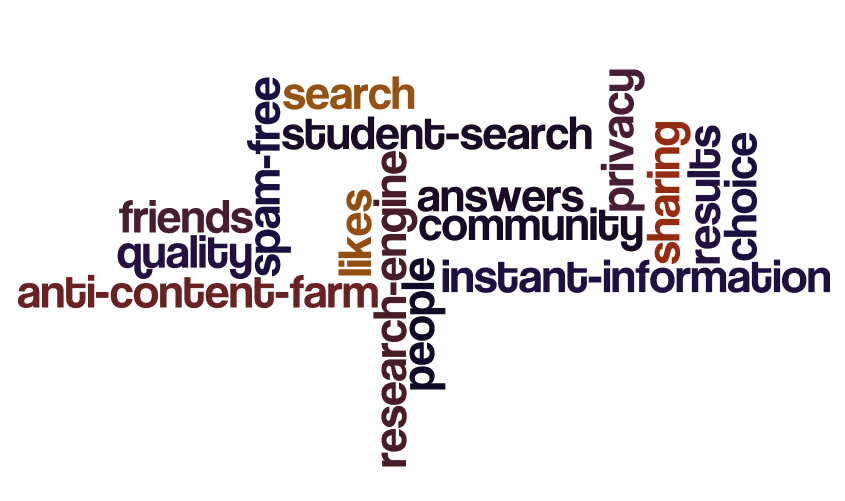 search
student-search
spam-free
privacy
sharing
results
choice
friends
quality
likes
research-engine
answers
community
anti-content-farm
people
instant-information